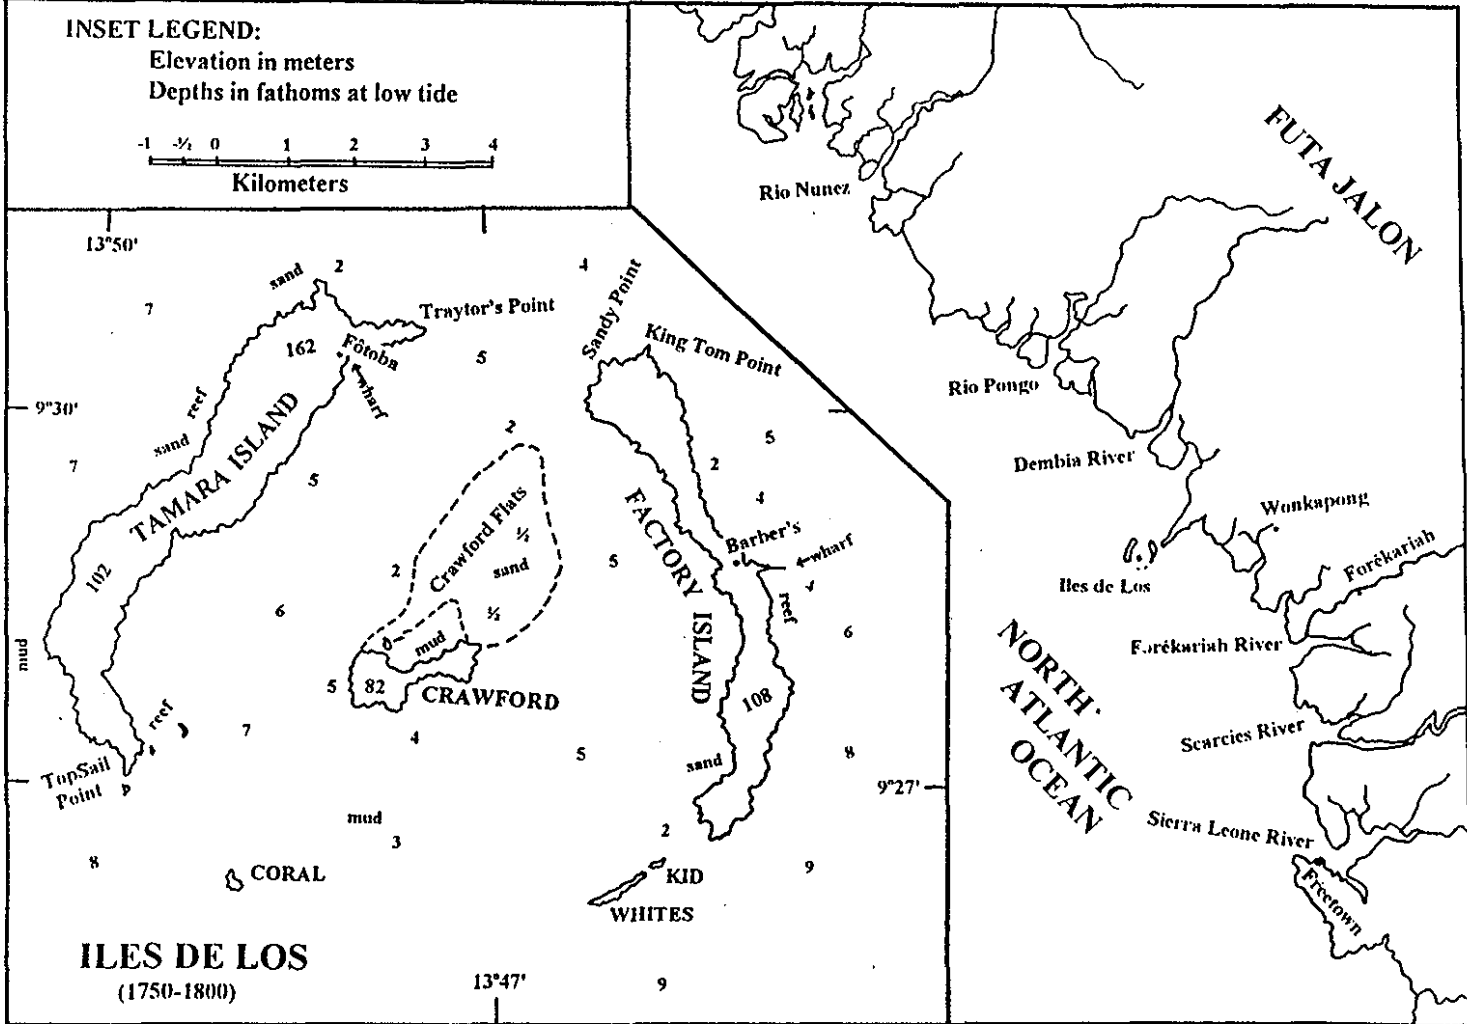 INSET LEGEND:
Elevation in meters
Depths in fathoms at low tide
-1 -½ 0 1 2 3 4
Kilometers
13°50'
sand
2
7
Traytor's Point
4
Sandy Point
King Tom Point
162
Fôtoba
wharf
5
9°30'
reef
sand
7
TAMARA ISLAND
5
2
5
2
4
Crawford Flats
½
sand
½
2
mud
0
FACTORY ISLAND
Barber's
wharf
5
reef
102
6
6
mud
5
82
CRAWFORD
108
reef
7
4
5
sand
8
TopSail
Point
9°27'
mud
3
2
8
CORAL
KID
WHITES
9
ILES DE LOS
(1750-1800)
13°47'
9
FUTA JALON
Rio Nunez
Rio Pongo
Dembia River
Wonkapong
Iles de Los
Forékariah
Forékariah River
NORTH
ATLANTIC
OCEAN
Scarcies River
Sierra Leone River
Freetown